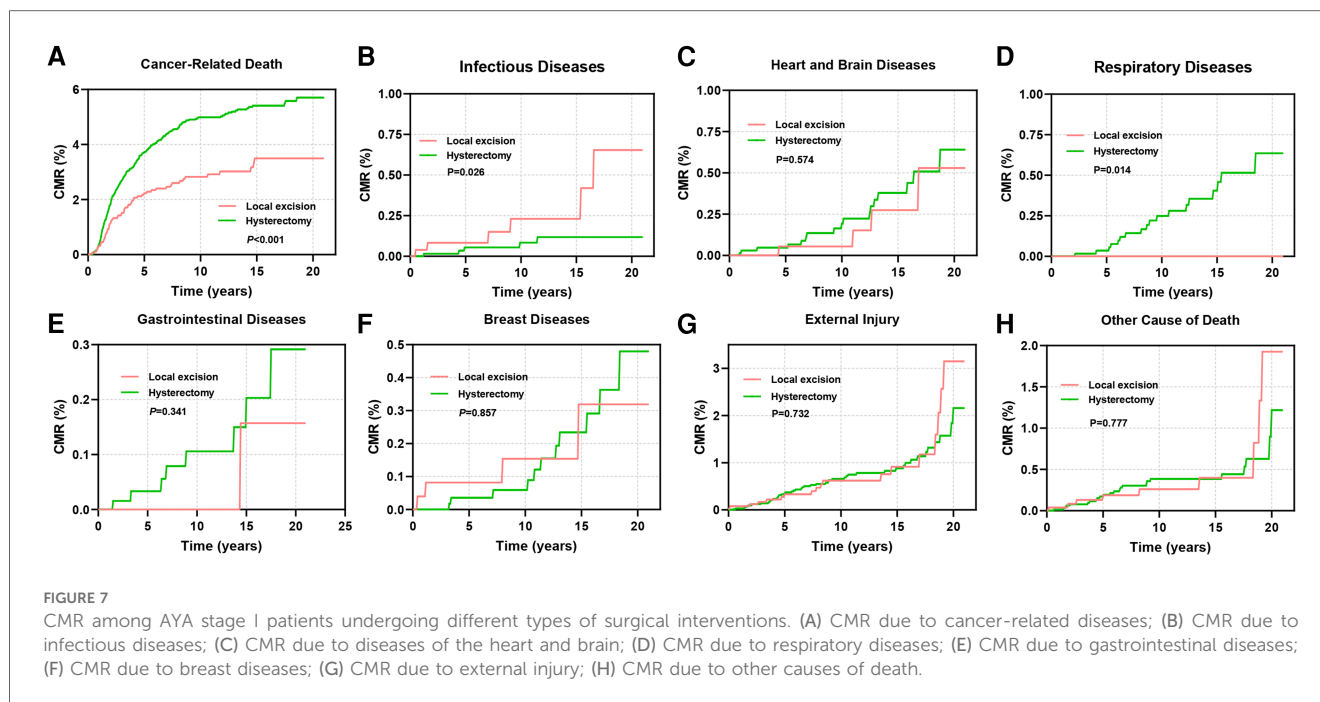 A
Cancer-Related Death
CMR (%)
6
4
2
0
Local excision
Hysterectomy
P<0.001
0 5 10 15 20
Time (years)
B
Infectious Diseases
CMR (%)
1.00
0.75
0.50
0.25
0.00
Local excision
Hysterectomy
P=0.026
0 5 10 15 20
Time (years)
C
Heart and Brain Diseases
CMR (%)
1.00
0.75
0.50
0.25
0.00
Local excision
Hysterectomy
P=0.574
0 5 10 15 20
Time (years)
D
Respiratory Diseases
CMR (%)
1.00
0.75
0.50
0.25
0.00
Local excision
Hysterectomy
P=0.014
0 5 10 15 20
Time (years)
E
Gastrointestinal Diseases
CMR (%)
0.3
0.2
0.1
0.0
Local excision
Hysterectomy
P=0.341
0 5 10 15 20 25
Time (years)
F
Breast Diseases
CMR (%)
0.5
0.4
0.3
0.2
0.1
0.0
Local excision
Hysterectomy
P=0.857
0 5 10 15 20
Time (years)
G
External Injury
CMR (%)
3
2
1
0
Local excision
Hysterectomy
P=0.732
0 5 10 15 20
Time (years)
H
Other Cause of Death
CMR (%)
2.0
1.5
1.0
0.5
0.0
Local excision
Hysterectomy
P=0.777
0 5 10 15 20
Time (years)
FIGURE 7
CMR among AYA stage I patients undergoing different types of surgical interventions. (A) CMR due to cancer-related diseases; (B) CMR due to
infectious diseases; (C) CMR due to diseases of the heart and brain; (D) CMR due to respiratory diseases; (E) CMR due to gastrointestinal diseases;
(F) CMR due to breast diseases; (G) CMR due to external injury; (H) CMR due to other causes of death.